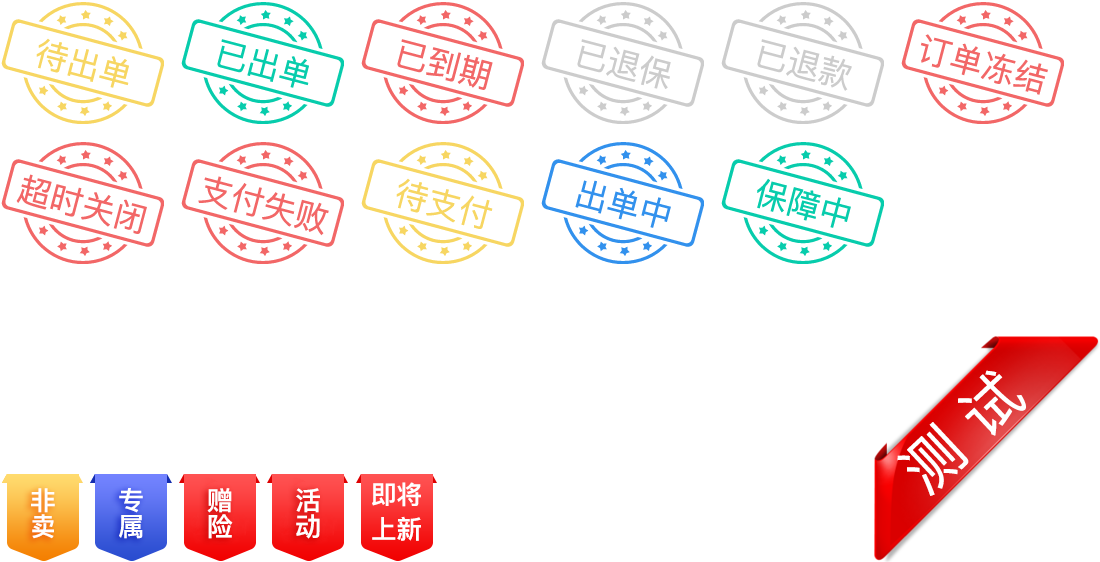 待出单
已出单
已到期
已退保
已退款
订单冻结
超时关闭
支付失败
待支付
出单中
保障中
测试
非卖
专属
赠险
活动
即将
上新